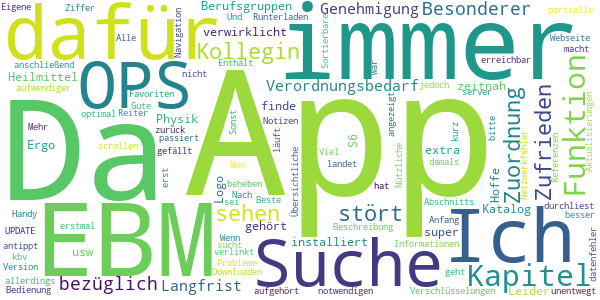 Eigene
Ziffer
dafür
Berufsgruppen
Und
Runterladen
immer
Genehmigung
Besonderer
partielle
Alle
Navigation
verwirklicht
Sortierbare
Webseite
anschließend
Kollegin
war
erreichbar
Heilmittel
nicht
OPS
Enthält
Verordnungsbedarf
zeitnah
macht
aufwendiger
Favoriten
Gute
finde
angezeigt
server
Funktion
Aktualisierungen
Da
App
optimal
Reiter
Physik
Sonst
Notizen
S6
extra
Zuordnung
Zufrieden
Mehr
zurück
passiert
Übersichtliche
läuft
damals
kurz
bitte
Netzwerkfehler
Referenzen
Ergo
scrollen
gefällt
Man
Viel
landet
Nützliche
Ich
EBM
erst
sehen
Logo
hat
Hoffe
Katalog
Abschnitts
durchliest
Handy
beheben
Nach
Beste
stört
Beschreibung
super
Anfang
besser
UPDATE
erstmal
sei
Suche
Informationen
Kapitel
antippt
kbv
usw
Wenn
gehört
installiert
geht
datenfehler
Version
bezüglich
sucht
verlinkt
allerdings
Probleme
Verschlüsselungen
Leider
Bedienung
Langfrist
Downloaden
aufgehört
notwendigen
jedoch
unentwegt